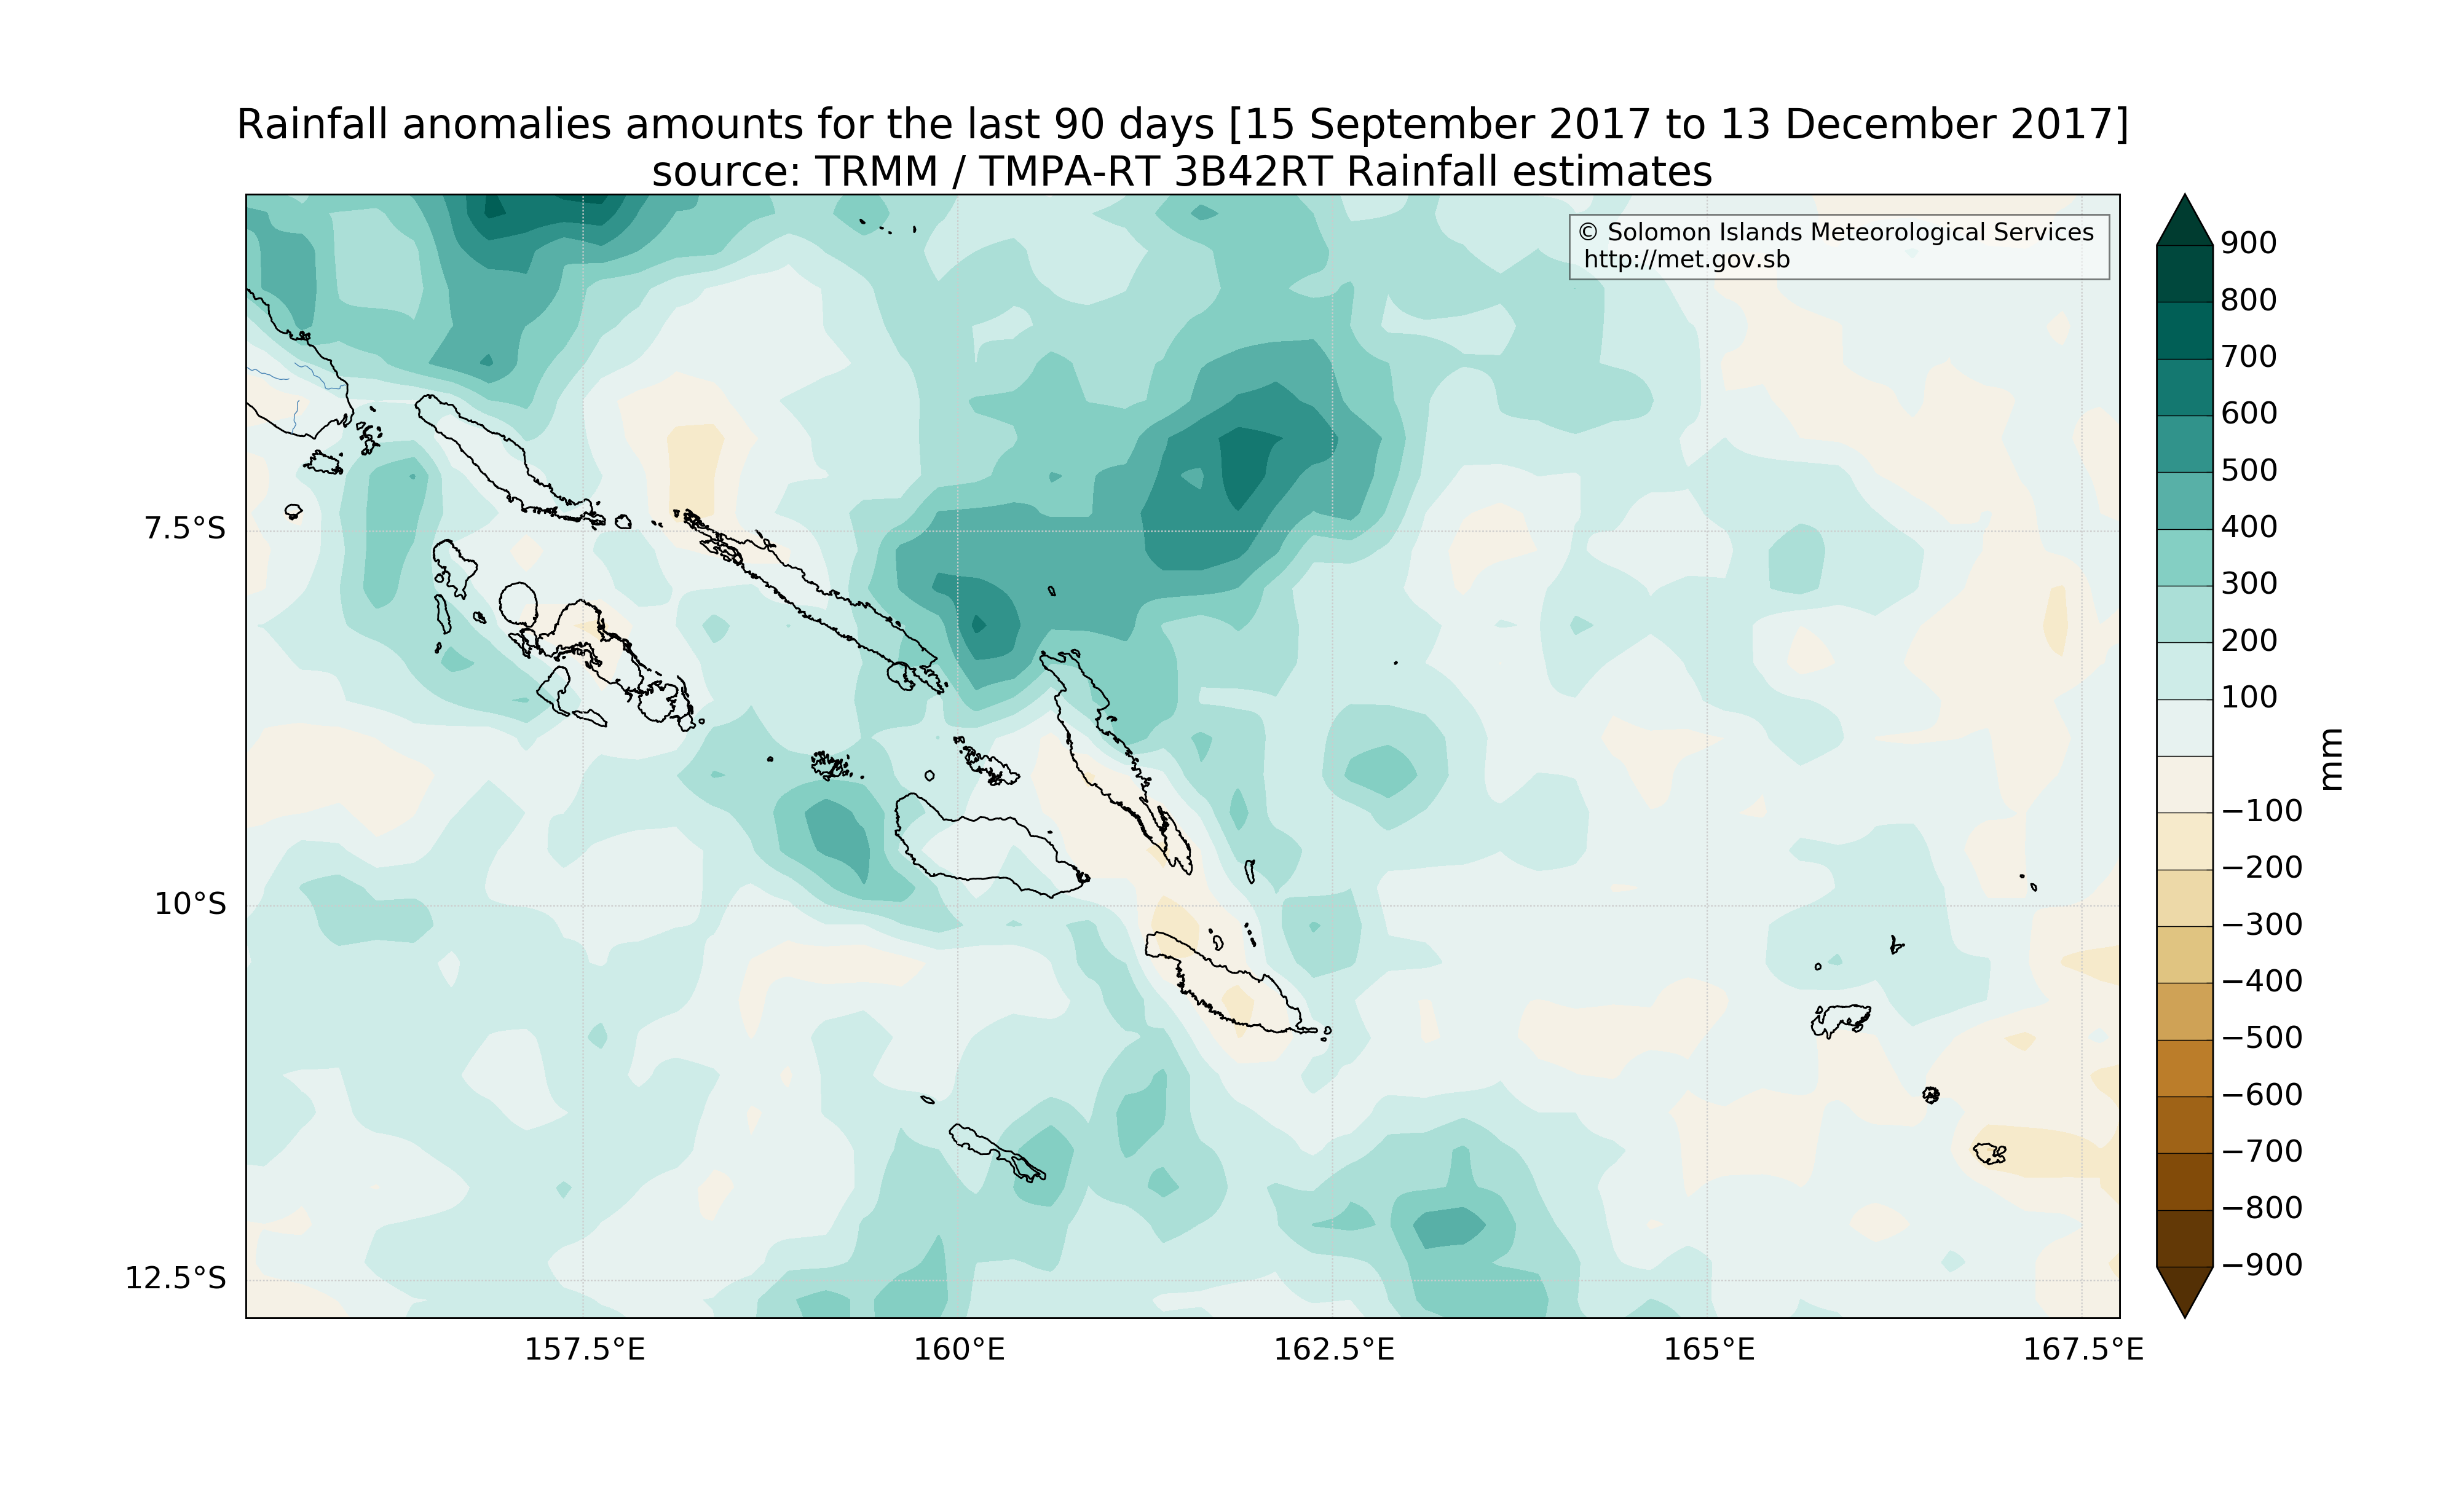 Rainfall anomalies amounts for the last 90 days [15 September 2017 to 13 December 2017]
source: TRMM / TMPA-RT 3B42RT Rainfall estimates
© Solomon Islands Meteorological Services
http://met.gov.sb
7.5°S
10°S
12.5°S
157.5°E
160°E
162.5°E
165°E
167.5°E
900
800
700
600
500
400
300
200
100
−100
−200
−300
−400
−500
−600
−700
−800
−900
mm